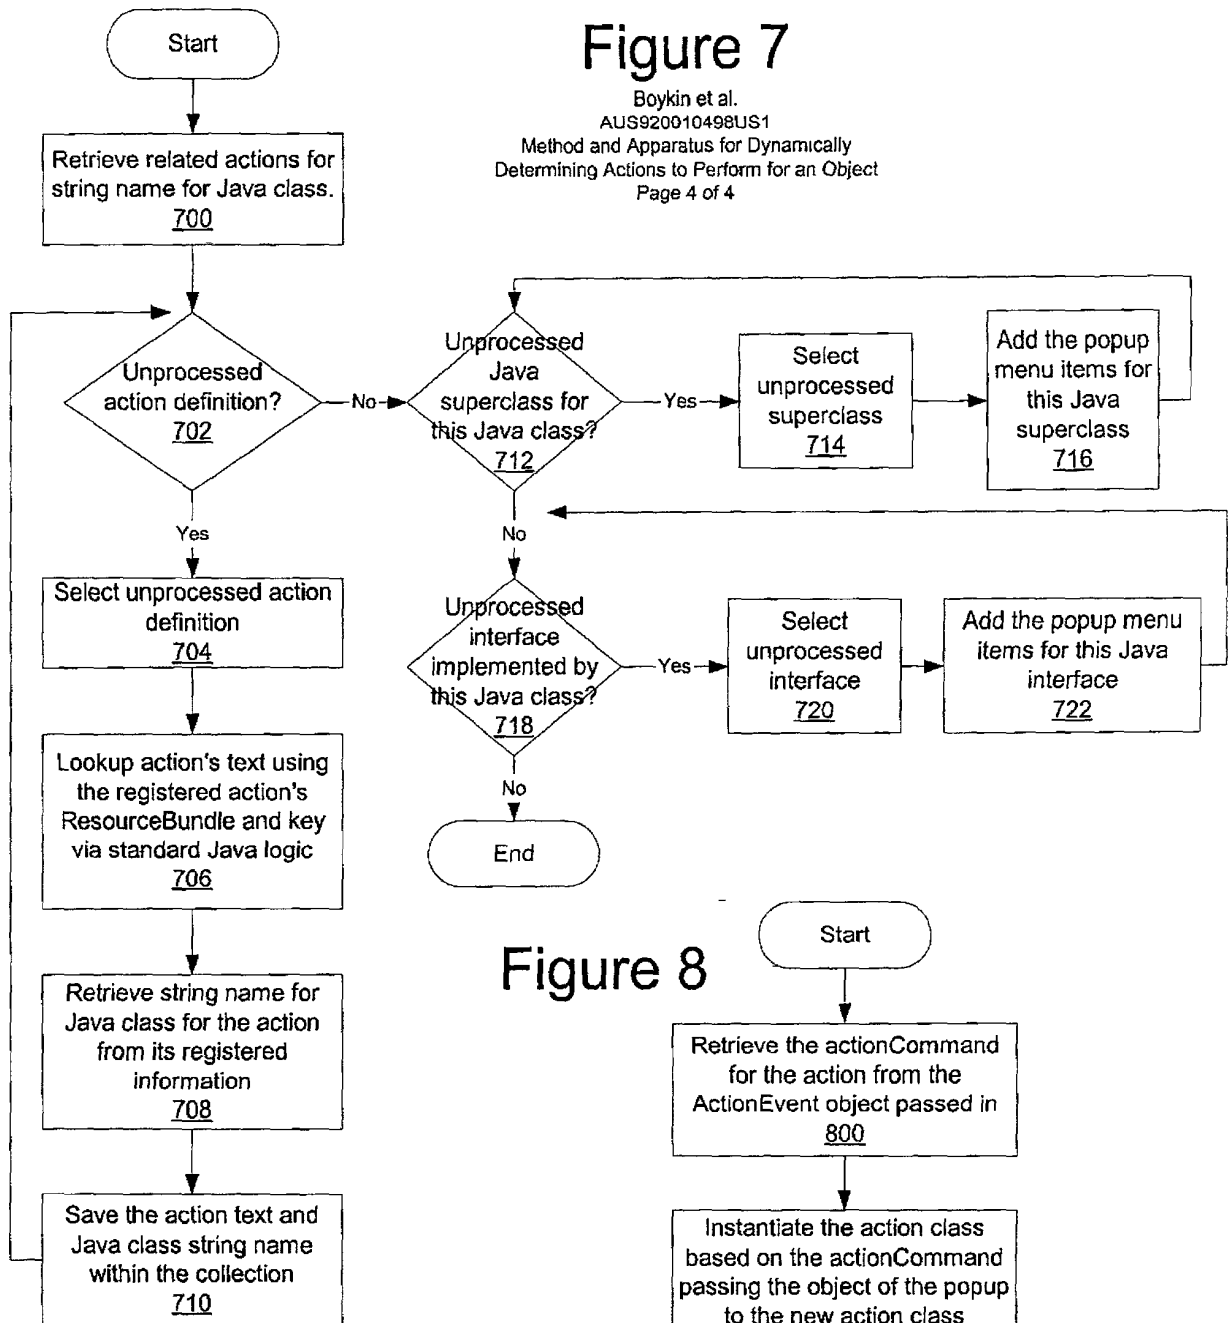 Start
Figure 7
Boykin et al.
AUS920010498US1
Method and Apparatus for Dynamically
Determining Actions to Perform for an Object
Page 4 of 4
Retrieve related actions for
string name for Java class.
700
Unprocessed
action definition?
702
No
Unprocessed
Java
superclass for
this Java class?
712
Yes
Select
unprocessed
superclass
714
Add the popup
menu items for
this Java
superclass
716
Yes
No
Select unprocessed action
definition
704
Unprocessed
interface
implemented by
this Java class?
718
Yes
Select
unprocessed
interface
720
Add the popup menu
items for this Java
interface
722
Lookup action's text using
the registered action's
ResourceBundle and key
via standard Java logic
706
No
End
Retrieve string name for
Java class for the action
from its registered
information
708
Save the action text and
Java class string name
within the collection
710
Figure 8
Start
Retrieve the actionCommand
for the action from the
ActionEvent object passed in
800
Instantiate the action class
based on the actionCommand
passing the object of the popup
to the new action class